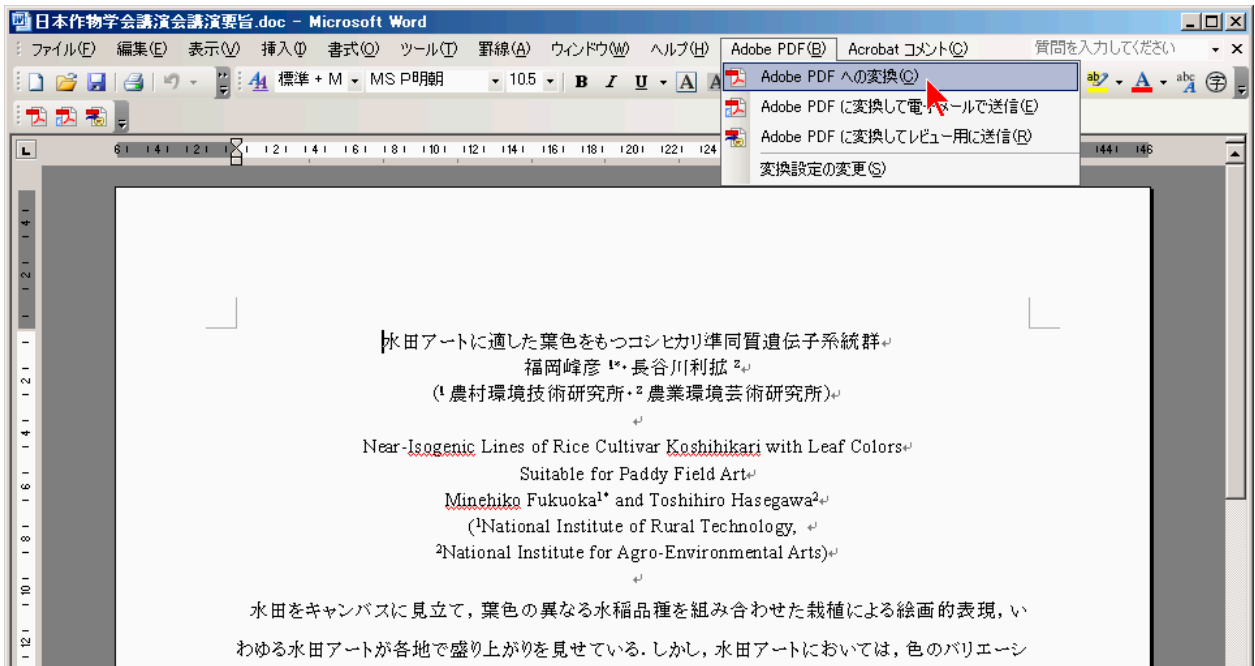 日本作物学会講演会講演要旨.doc - Microsoft Word
ファイル(F) 編集(E) 表示(V) 挿入(I) 書式(O) ツール(T) 罫線(A) ウィンドウ(W) ヘルプ(H) Adobe PDF(B) Acrobat コメント(C) 質問を入力してください
標準 + M MS P明朝 10.5 B I U A A
Adobe PDF への変換(C)
Adobe PDF に変換して電子メールで送信(E)
Adobe PDF に変換してレビュー用に送信(R)
変換設定の変更(S)
水田アートに適した葉色をもつコシヒカリ準同質遺伝子系統群
福岡峰彦 1*・長谷川利拡 2
(1 農村環境技術研究所・2 農業環境芸術研究所)
Near-Isogenic Lines of Rice Cultivar Koshihikari with Leaf Colors
Suitable for Paddy Field Art
Minehiko Fukuoka1* and Toshihiro Hasegawa2
(1National Institute of Rural Technology,
2National Institute for Agro-Environmental Arts)
水田をキャンバスに見立て，葉色の異なる水稲品種を組み合わせた栽植による絵画的表現，い
わゆる水田アートが各地で盛り上がりを見せている．しかし，水田アートにおいては，色のバリエーシ